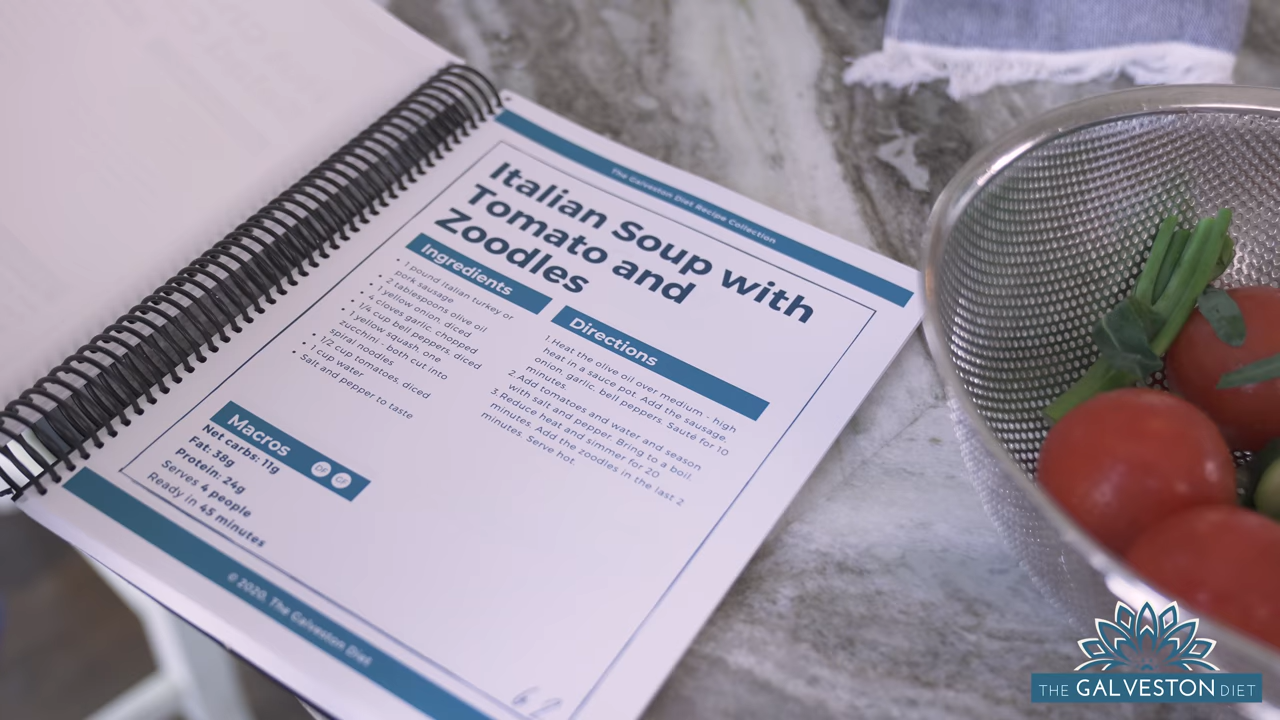 The Galveston Diet Recipe Collection
Italian Soup with
Tomato and
Zoodles
Ingredients
• 1 pound Italian turkey or
pork sausage
• 2 tablespoons olive oil
• 1 yellow onion, diced
• 4 cloves garlic, chopped
• 1/4 cup bell peppers, diced
• 1 yellow squash, one
zucchini - both cut into
spiral noodles
• 1/2 cup tomatoes, diced
• 1 cup water
• Salt and pepper to taste
Directions
1. Heat the olive oil over medium - high
heat in a sauce pot. Add the sausage,
onion, garlic, bell peppers. Sauté for 10
minutes.
2. Add tomatoes and water and season
with salt and pepper. Bring to a boil.
3. Reduce heat and simmer for 20
minutes. Add the zoodles in the last 2
minutes. Serve hot.
Macros
DF GF
Net carbs: 11g
Fat: 38g
Protein: 24g
Serves 4 people
Ready in 45 minutes
© 2020, The Galveston Diet
62
THE GALVESTON DIET